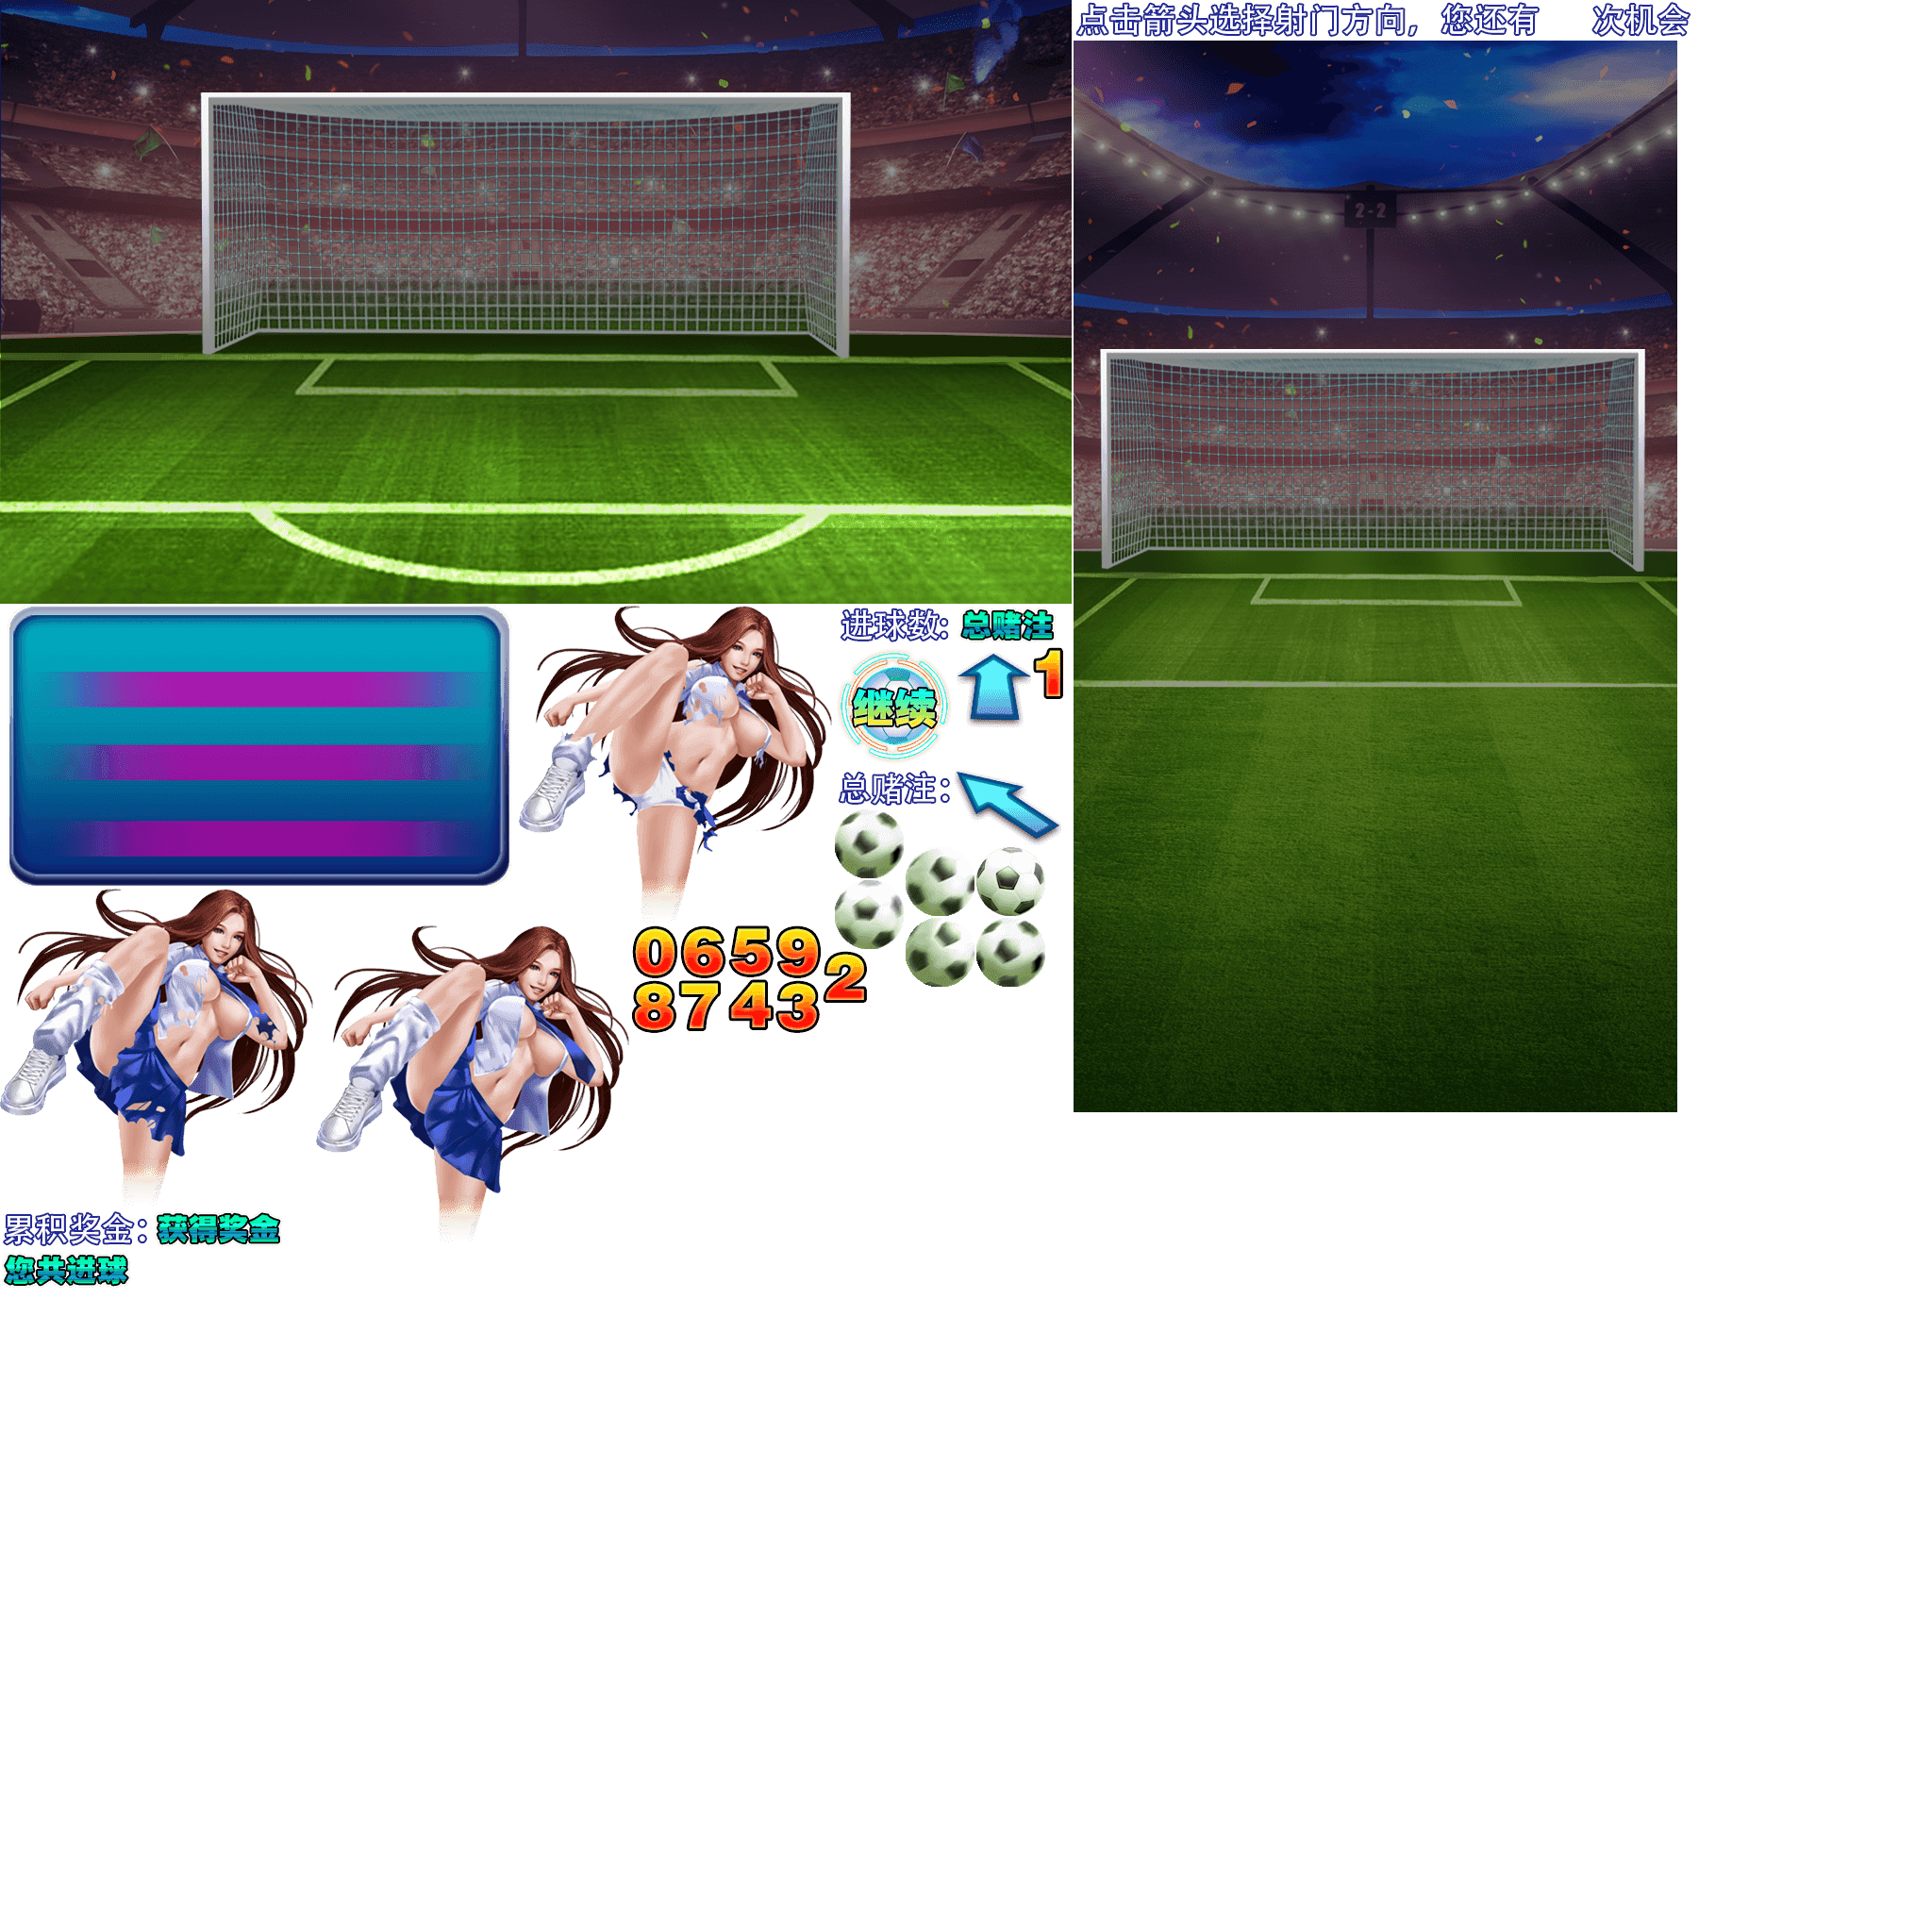 点击箭头选择射门方向，您还有 次机会
2-2
进球数: 总赌注
1
继续
总赌注:
0659
2
8743
累积奖金: 获得奖金
您共进球